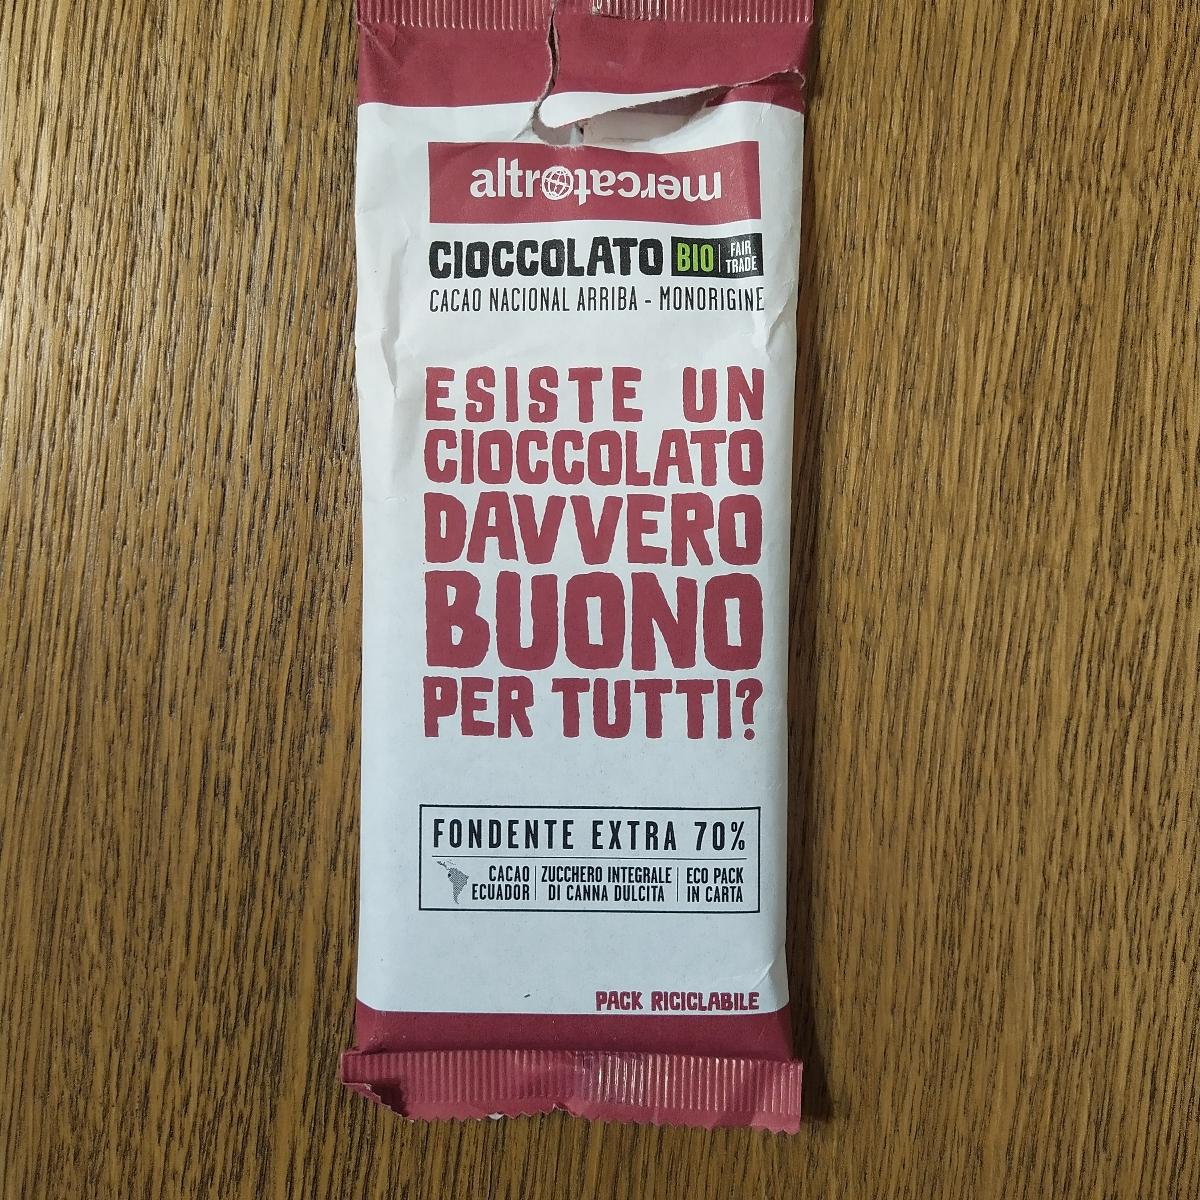 altromercato
CIOCCOLATO BIO FAIR TRADE
CACAO NACIONAL ARRIBA - MONORIGINE
ESISTE UN
CIOCCOLATO
DAVVERO
BUONO
PER TUTTI?
FONDENTE EXTRA 70%
CACAO ECUADOR
ZUCCHERO INTEGRALE DI CANNA DULCITA
ECO PACK IN CARTA
PACK RICICLABILE